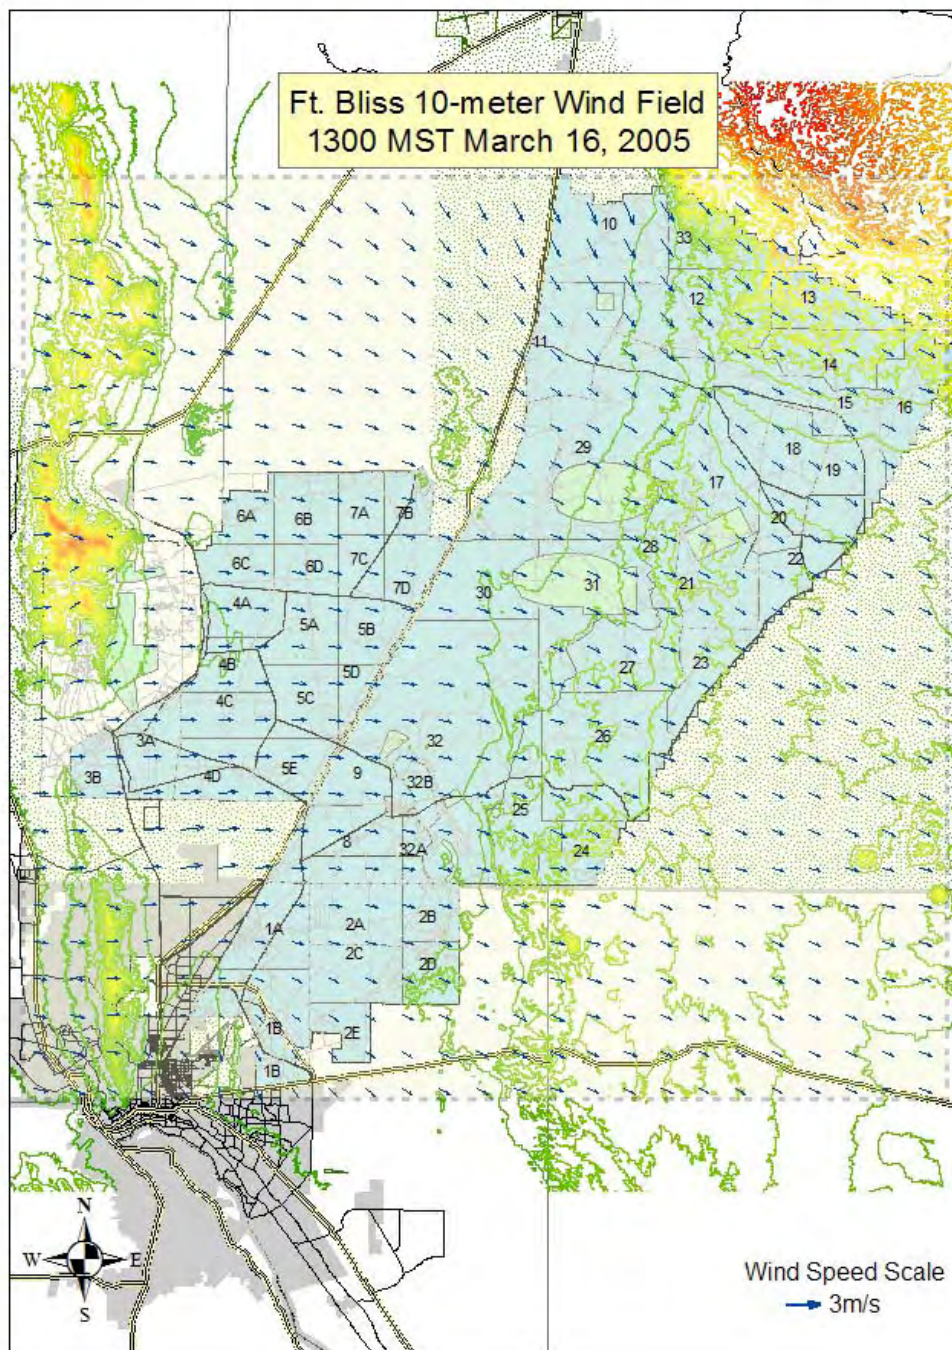 Ft. Bliss 10-meter Wind Field
1300 MST March 16, 2005
10
33
12
13
11
14
15
16
29
18
17
19
6A
6B
7A
7B
20
28
22
6C
6D
7C
7D
30
31
21
4A
5A
5B
4B
5D
27
23
4C
5C
3A
32
26
3B
4D
5E
9
32B
25
8
32A
24
1A
2A
2B
2C
2D
1B
2E
1B
N
W
E
S
Wind Speed Scale
3m/s